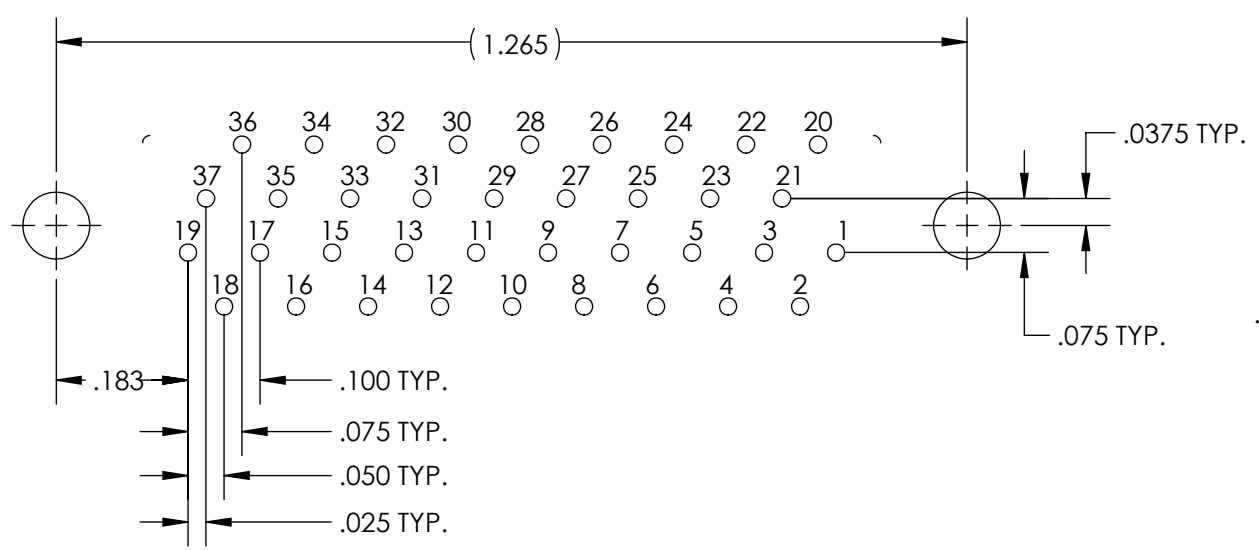 (1.265)
36 34 32 30 28 26 24 22 20
.0375 TYP.
37 35 33 31 29 27 25 23 21
19 17 15 13 11 9 7 5 3 1
18 16 14 12 10 8 6 4 2
.075 TYP.
.183
.100 TYP.
.075 TYP.
.050 TYP.
.025 TYP.